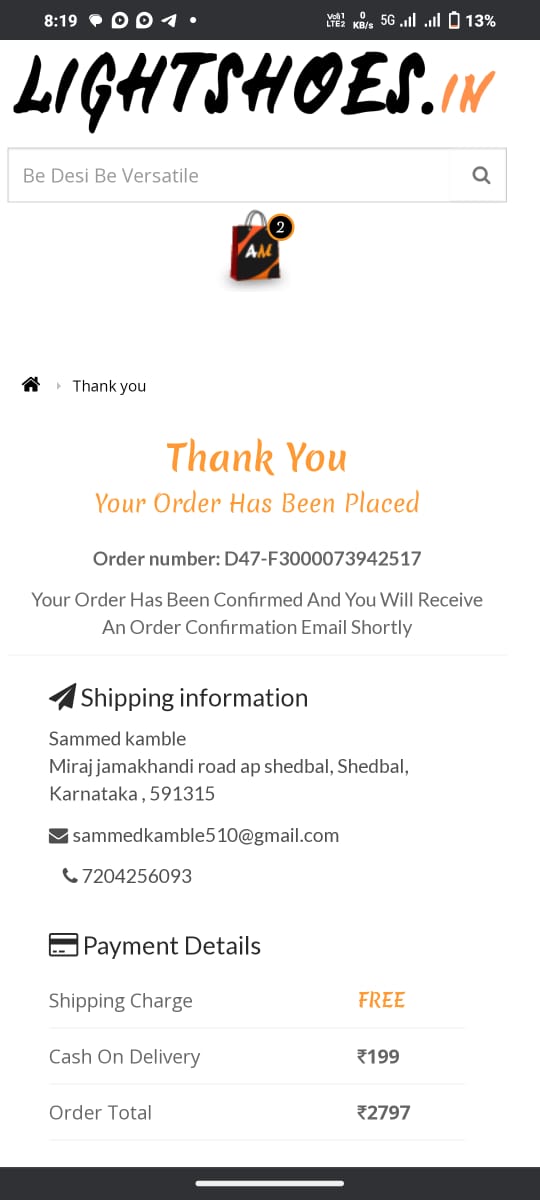 8:19
Vo)) 1 LTE2 0 KB/s 5G 13%
LIGHTSHOES.IN
Be Desi Be Versatile
2
AM
Thank you
Thank You
Your Order Has Been Placed
Order number: D47-F3000073942517
Your Order Has Been Confirmed And You Will Receive
An Order Confirmation Email Shortly
Shipping information
Sammed kamble
Miraj jamakhandi road ap shedbal, Shedbal,
Karnataka , 591315
sammedkamble510@gmail.com
7204256093
Payment Details
Shipping Charge FREE
Cash On Delivery ₹199
Order Total ₹2797